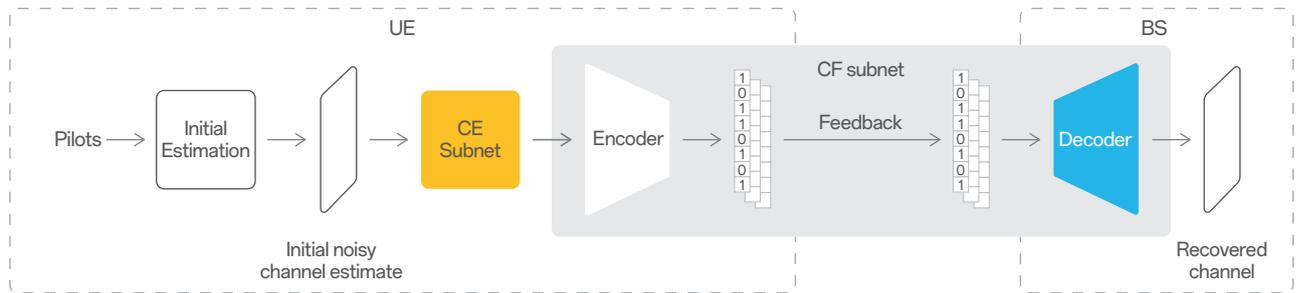 UE
BS
CF subnet
Pilots
Initial
Estimation
Initial noisy
channel estimate
CE
Subnet
Encoder
1
0
1
1
0
1
0
1
Feedback
1
0
1
1
0
1
0
1
Decoder
Recovered
channel